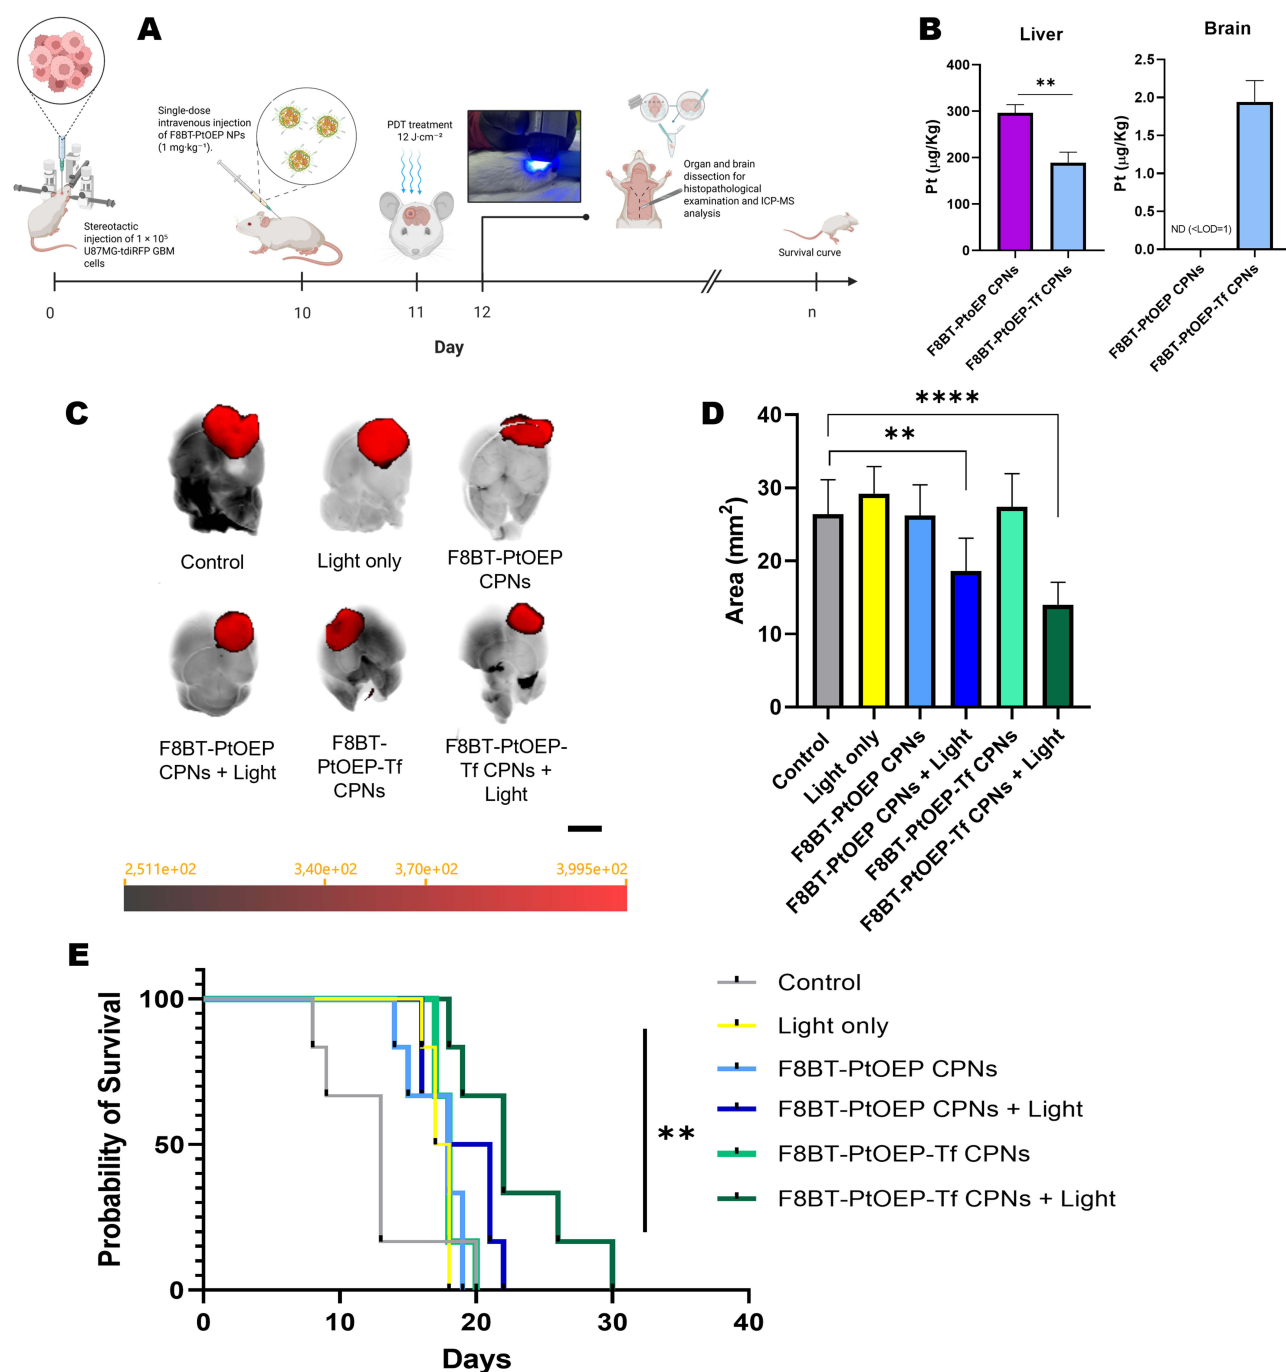 A
Single-dose
intravenous injection
of F8BT-PtOEP NPs
(1 mg·kg⁻¹).
PDT treatment
12 J·cm⁻²
Stereotactic
injection of 1 × 10⁵
U87MG-tdiRFP GBM
cells
Organ and brain
dissection for
histopathological
examination and ICP-MS
analysis
Survival curve
0
10
11
12
n
Day
B
Liver
Pt (µg/Kg)
400
300
200
300
0
**
F8BT-PtoEP CPNs
F8BT-PtOEP-Tf CPNs
Brain
Pt (µg/Kg)
2.5
2.0
1.5
1.0
0.5
0.0
ND (<LOD=1)
F8BT-PtOEP CPNs
F8BT-PtOEP-Tf CPNs
C
Control
Light only
F8BT-PtOEP
CPNs
F8BT-PtOEP
CPNs + Light
F8BT-
PtOEP-Tf
CPNs
F8BT-PtOEP-
Tf CPNs +
Light
2,511e+02
3,40e+02
3,70e+02
3,995e+02
D
Area (mm²)
40
30
20
10
0
****
**
Control
Light only
F8BT-PtOEP CPNs
F8BT-PtOEP CPNs + Light
F8BT-PtOEP-Tf CPNs
F8BT-PtOEP-Tf CPNs + Light
E
Probability of Survival
100
50
0
0
10
20
30
40
Days
**
Control
Light only
F8BT-PtOEP CPNs
F8BT-PtOEP CPNs + Light
F8BT-PtOEP-Tf CPNs
F8BT-PtOEP-Tf CPNs + Light